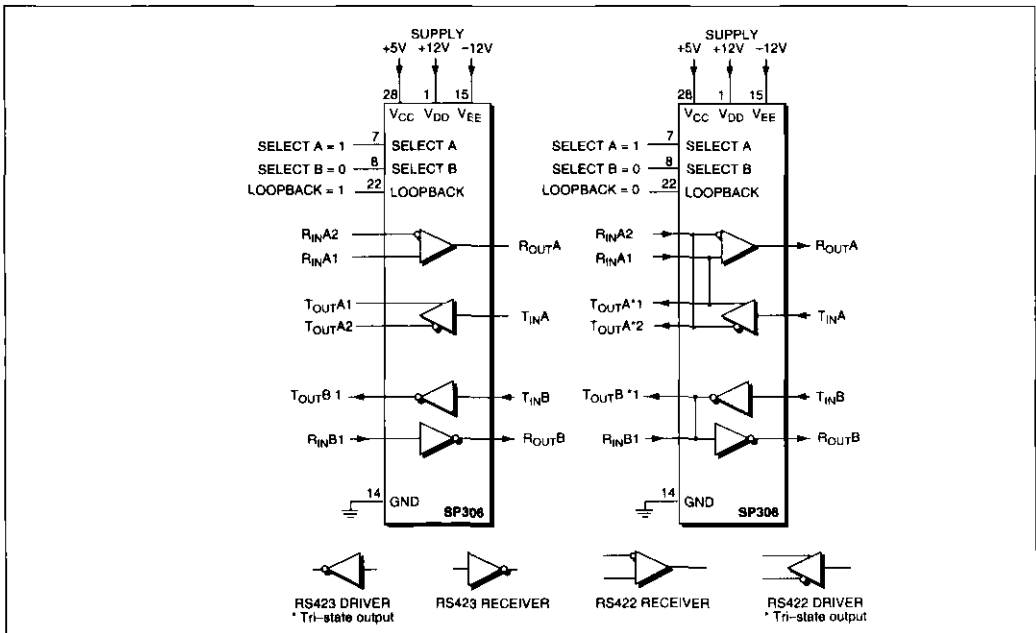 SUPPLY
+5V +12V −12V
28 1 15
VCC VDD VEE
SELECT A = 1 7 SELECT A
SELECT B = 0 8 SELECT B
LOOPBACK = 1 22 LOOPBACK
RINA2
RINA1
ROUTA
TOUTA1
TOUTA2
TINA
TOUTB 1
TINB
RINB1
ROUTB
14 GND
SP306
SUPPLY
+5V +12V −12V
28 1 15
VCC VDD VEE
SELECT A = 1 7 SELECT A
SELECT B = 0 8 SELECT B
LOOPBACK = 0 22 LOOPBACK
RINA2
RINA1
ROUTA
TOUTA*1
TOUTA*2
TINA
TOUTB *1
TINB
RINB1
ROUTB
14 GND
SP306
RS423 DRIVER
* Tri–state output
RS423 RECEIVER
RS422 RECEIVER
RS422 DRIVER
* Tri–state output